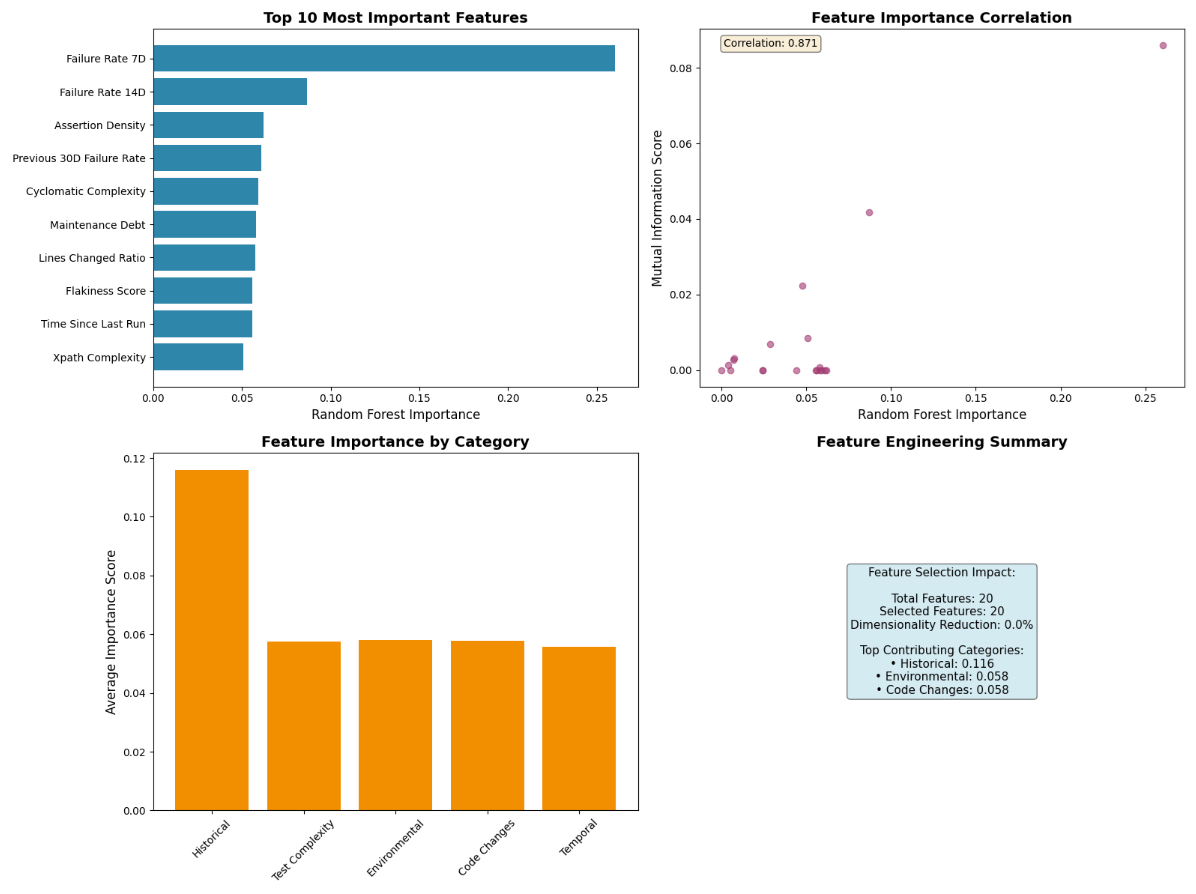 Top 10 Most Important Features
Failure Rate 7D
Failure Rate 14D
Assertion Density
Previous 30D Failure Rate
Cyclomatic Complexity
Maintenance Debt
Lines Changed Ratio
Flakiness Score
Time Since Last Run
Xpath Complexity
0.00 0.05 0.10 0.15 0.20 0.25
Random Forest Importance
Feature Importance Correlation
Correlation: 0.871
Mutual Information Score
0.08
0.06
0.04
0.02
0.00
0.00 0.05 0.10 0.15 0.20 0.25
Random Forest Importance
Feature Importance by Category
Average Importance Score
0.12
0.10
0.08
0.06
0.04
0.02
0.00
Historical
Test Complexity
Environmental
Code Changes
Temporal
Feature Engineering Summary
Feature Selection Impact:
Total Features: 20
Selected Features: 20
Dimensionality Reduction: 0.0%
Top Contributing Categories:
• Historical: 0.116
• Environmental: 0.058
• Code Changes: 0.058